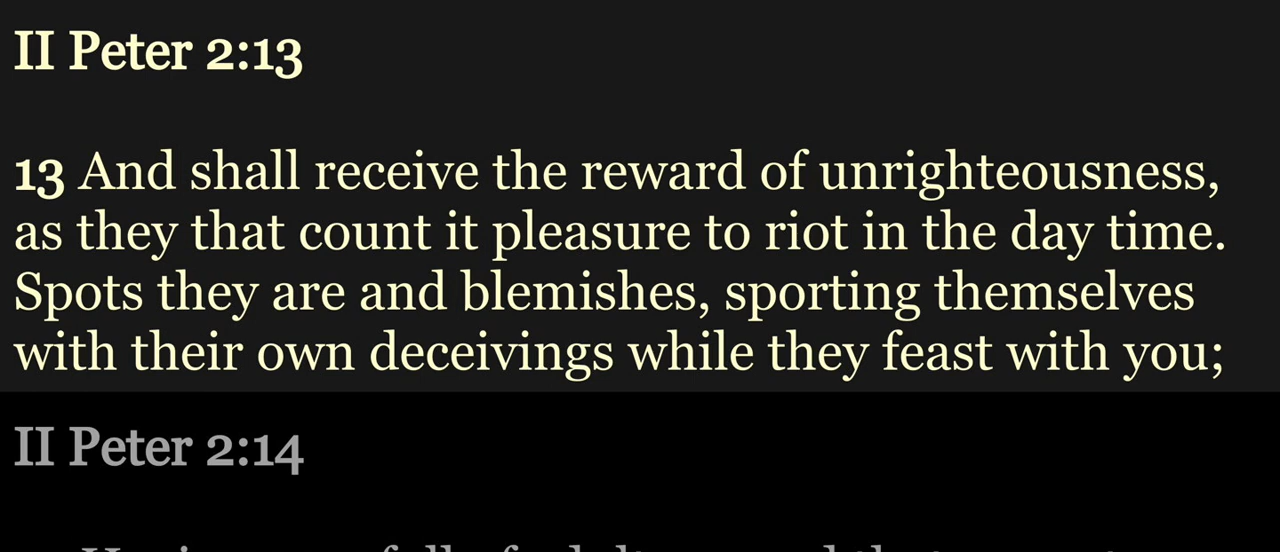 II Peter 2:13
13 And shall receive the reward of unrighteousness,
as they that count it pleasure to riot in the day time.
Spots they are and blemishes, sporting themselves
with their own deceivings while they feast with you;
II Peter 2:14